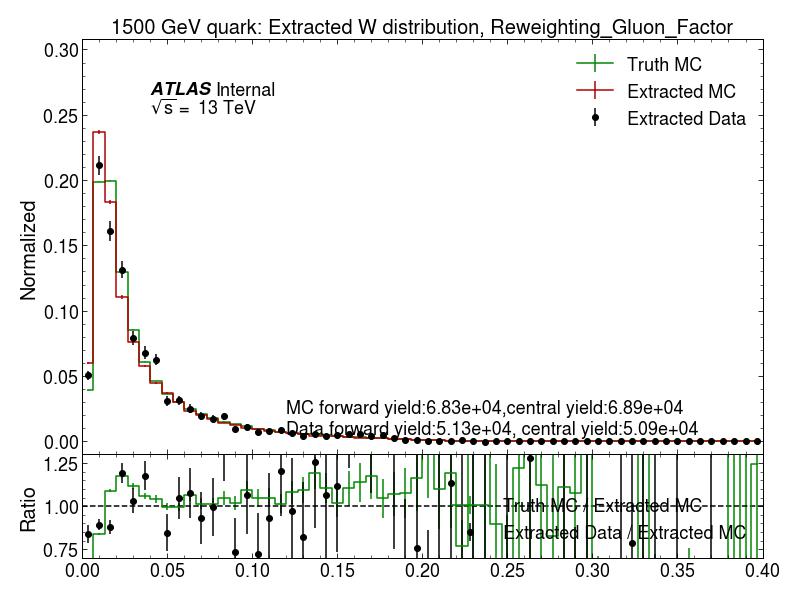 1500 GeV quark: Extracted W distribution, Reweighting_Gluon_Factor
0.30
0.25
0.20
0.15
0.10
0.05
0.00
Normalized
ATLAS Internal
√s = 13 TeV
Truth MC
Extracted MC
Extracted Data
MC forward yield:6.83e+04,central yield:6.89e+04
Data forward yield:5.13e+04, central yield:5.09e+04
1.25
1.00
0.75
Ratio
Truth MC / Extracted MC
Extracted Data / Extracted MC
0.00 0.05 0.10 0.15 0.20 0.25 0.30 0.35 0.40